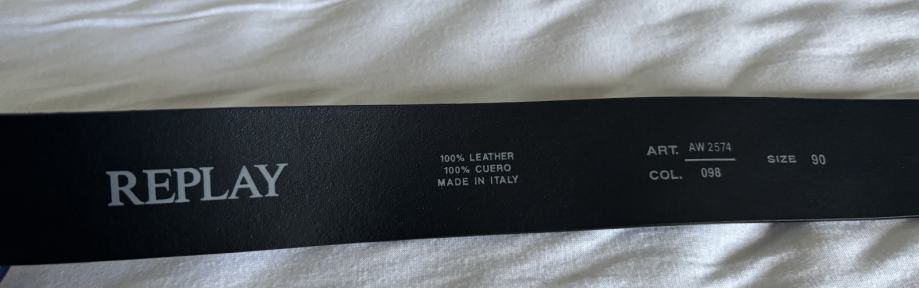 REPLAY
100% LEATHER
100% CUERO
MADE IN ITALY
ART. AW 2574
COL. 098
SIZE 90